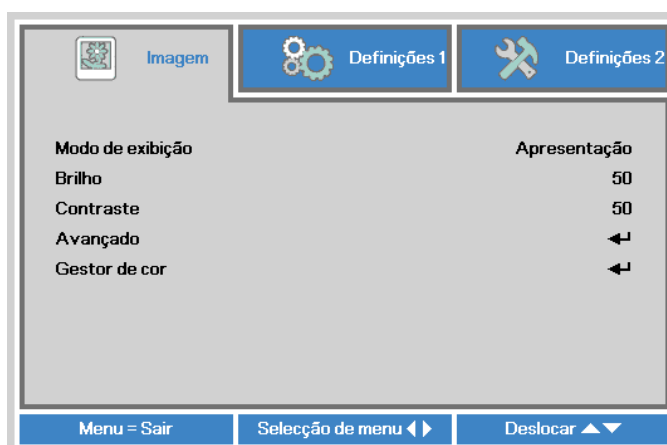 Imagem Definições 1 Definições 2
Modo de exibição Apresentação
Brilho 50
Contraste 50
Avançado
Gestor de cor
Menu = Sair Selecção de menu Deslocar